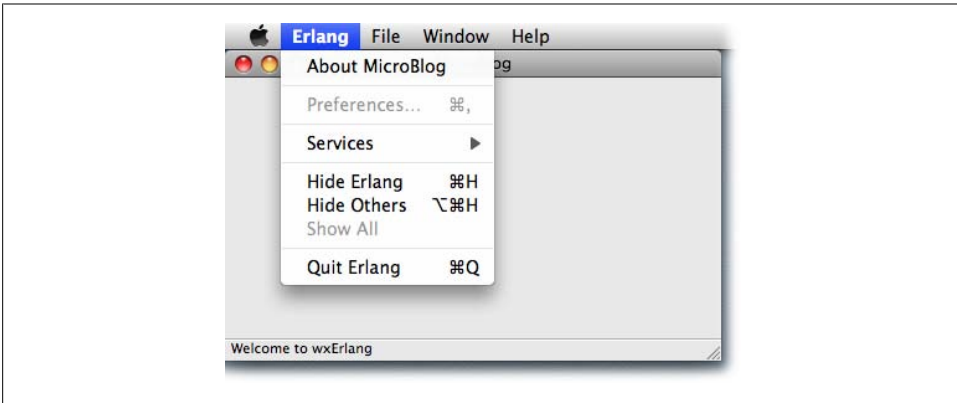 Erlang File Window Help
About MicroBlog
og
Preferences... ⌘,
Services ▶
Hide Erlang ⌘H
Hide Others ⌥⌘H
Show All
Quit Erlang ⌘Q
Welcome to wxErlang